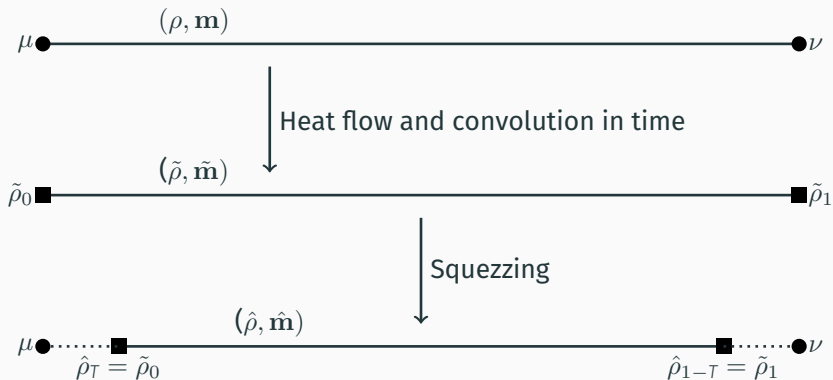 (ρ, m)
μ ν
Heat flow and convolution in time
(ρ̃, m̃)
ρ̃₀ ρ̃₁
Squezzing
(ρ̂, m̂)
μ ν
ρ̂_T = ρ̃₀ ρ̂_{1−T} = ρ̃₁